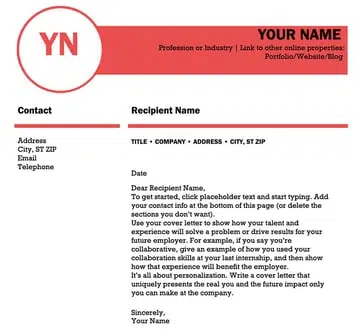 YN
YOUR NAME
Profession or Industry | Link to other online properties:
Portfolio/Website/Blog
Contact
Address
City, ST ZIP
Email
Telephone
Recipient Name
TITLE • COMPANY • ADDRESS • CITY, ST ZIP
Date
Dear Recipient Name,
To get started, click placeholder text and start typing. Add
your contact info at the bottom of this page (or delete the
sections you don't want).
Use your cover letter to show how your talent and
experience will solve a problem or drive results for your
future employer. For example, if you say you're
collaborative, give an example of how you used your
collaboration skills at your last internship, and then show
how that experience will benefit the employer.
It's all about personalization. Write a cover letter that
uniquely presents the real you and the future impact only
you can make at the company.
Sincerely,
Your Name